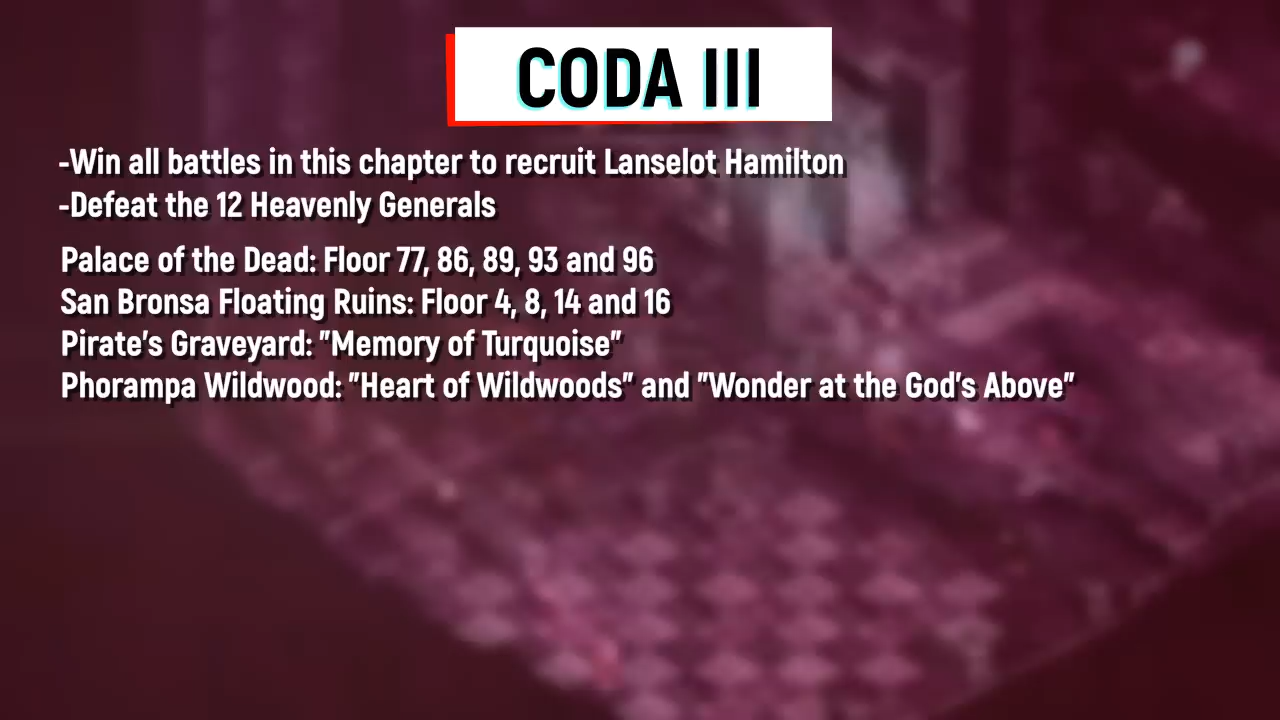 CODA III
-Win all battles in this chapter to recruit Lanselot Hamilton
-Defeat the 12 Heavenly Generals
Palace of the Dead: Floor 77, 86, 89, 93 and 96
San Bronsa Floating Ruins: Floor 4, 8, 14 and 16
Pirate's Graveyard: "Memory of Turquoise"
Phorampa Wildwood: "Heart of Wildwoods" and "Wonder at the God's Above"